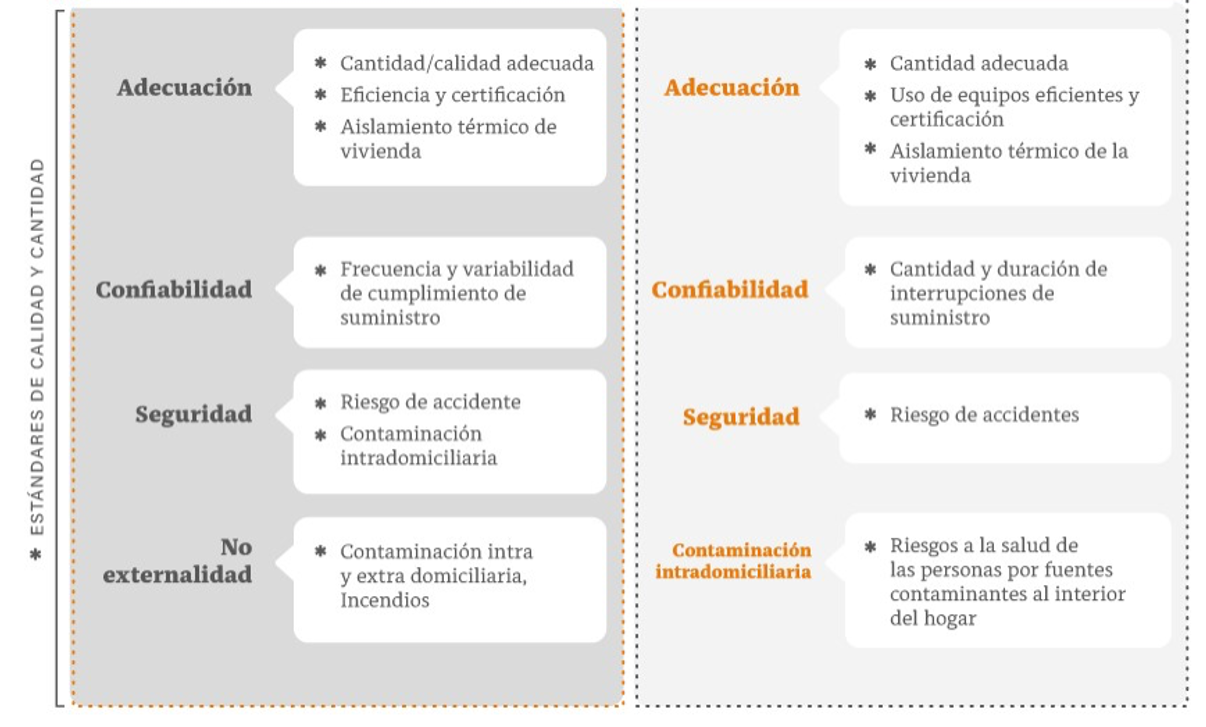 * ESTÁNDARES DE CALIDAD Y CANTIDAD
Adecuación
* Cantidad/calidad adecuada
* Eficiencia y certificación
* Aislamiento térmico de
vivienda
Confiabilidad
* Frecuencia y variabilidad
de cumplimiento de
suministro
Seguridad
* Riesgo de accidente
* Contaminación
intradomiciliaria
No
externalidad
* Contaminación intra
y extra domiciliaria,
Incendios
Adecuación
* Cantidad adecuada
* Uso de equipos eficientes y
certificación
* Aislamiento térmico de la
vivienda
Confiabilidad
* Cantidad y duración de
interrupciones de
suministro
Seguridad
* Riesgo de accidentes
Contaminación
intradomiciliaria
* Riesgos a la salud de
las personas por fuentes
contaminantes al interior
del hogar